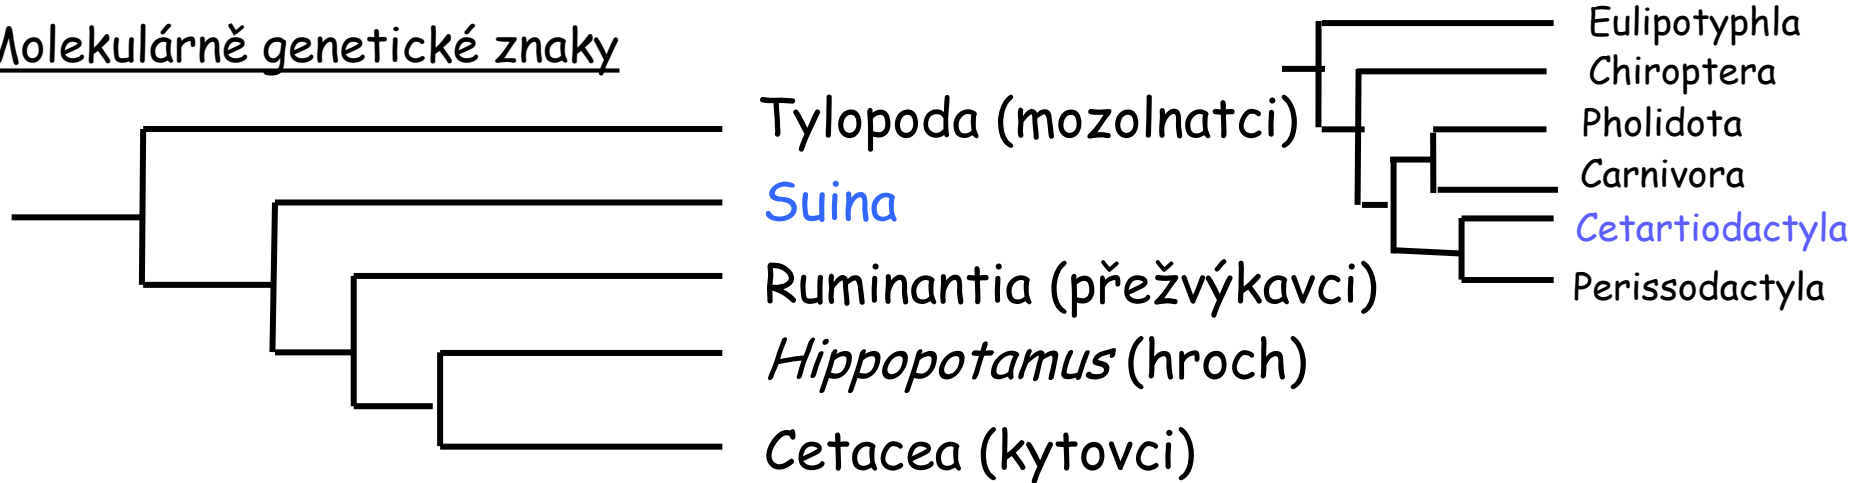 Molekulárně genetické znaky
Tylopoda (mozolnatci)
Suina
Ruminantia (přežvýkavci)
Hippopotamus (hroch)
Cetacea (kytovci)
Eulipotyphla
Chiroptera
Pholidota
Carnivora
Cetartiodactyla
Perissodactyla